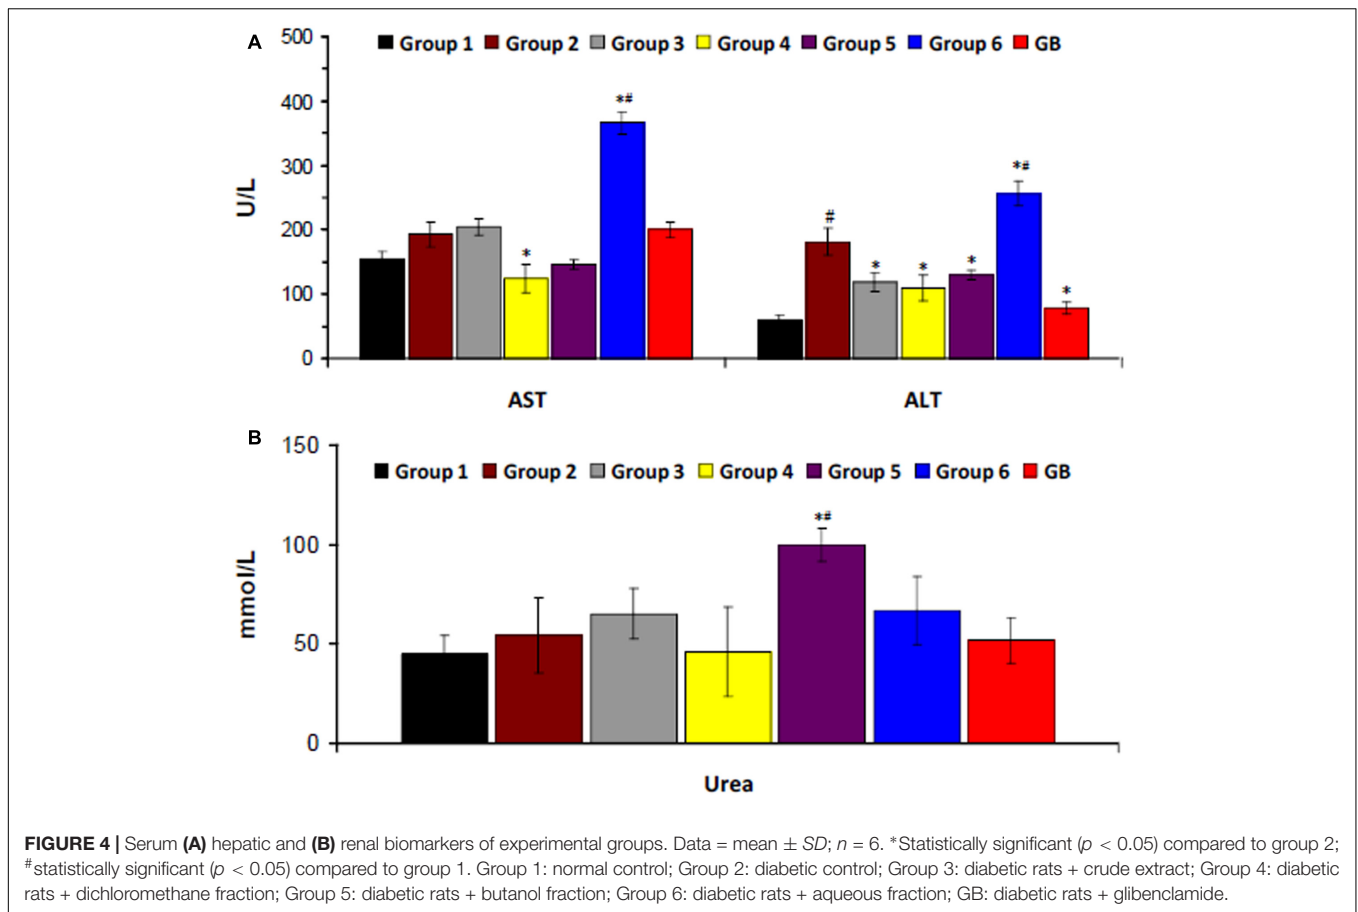 A
500
Group 1 Group 2 Group 3 Group 4 Group 5 Group 6 GB
400
*#
300
*#
U/L
200
#
*
*
*
*
*
100
0
AST ALT
B
150
Group 1 Group 2 Group 3 Group 4 Group 5 Group 6 GB
*#
100
mmol/L
50
0
Urea
FIGURE 4 | Serum (A) hepatic and (B) renal biomarkers of experimental groups. Data = mean ± SD; n = 6. *Statistically significant (p < 0.05) compared to group 2;
#statistically significant (p < 0.05) compared to group 1. Group 1: normal control; Group 2: diabetic control; Group 3: diabetic rats + crude extract; Group 4: diabetic
rats + dichloromethane fraction; Group 5: diabetic rats + butanol fraction; Group 6: diabetic rats + aqueous fraction; GB: diabetic rats + glibenclamide.